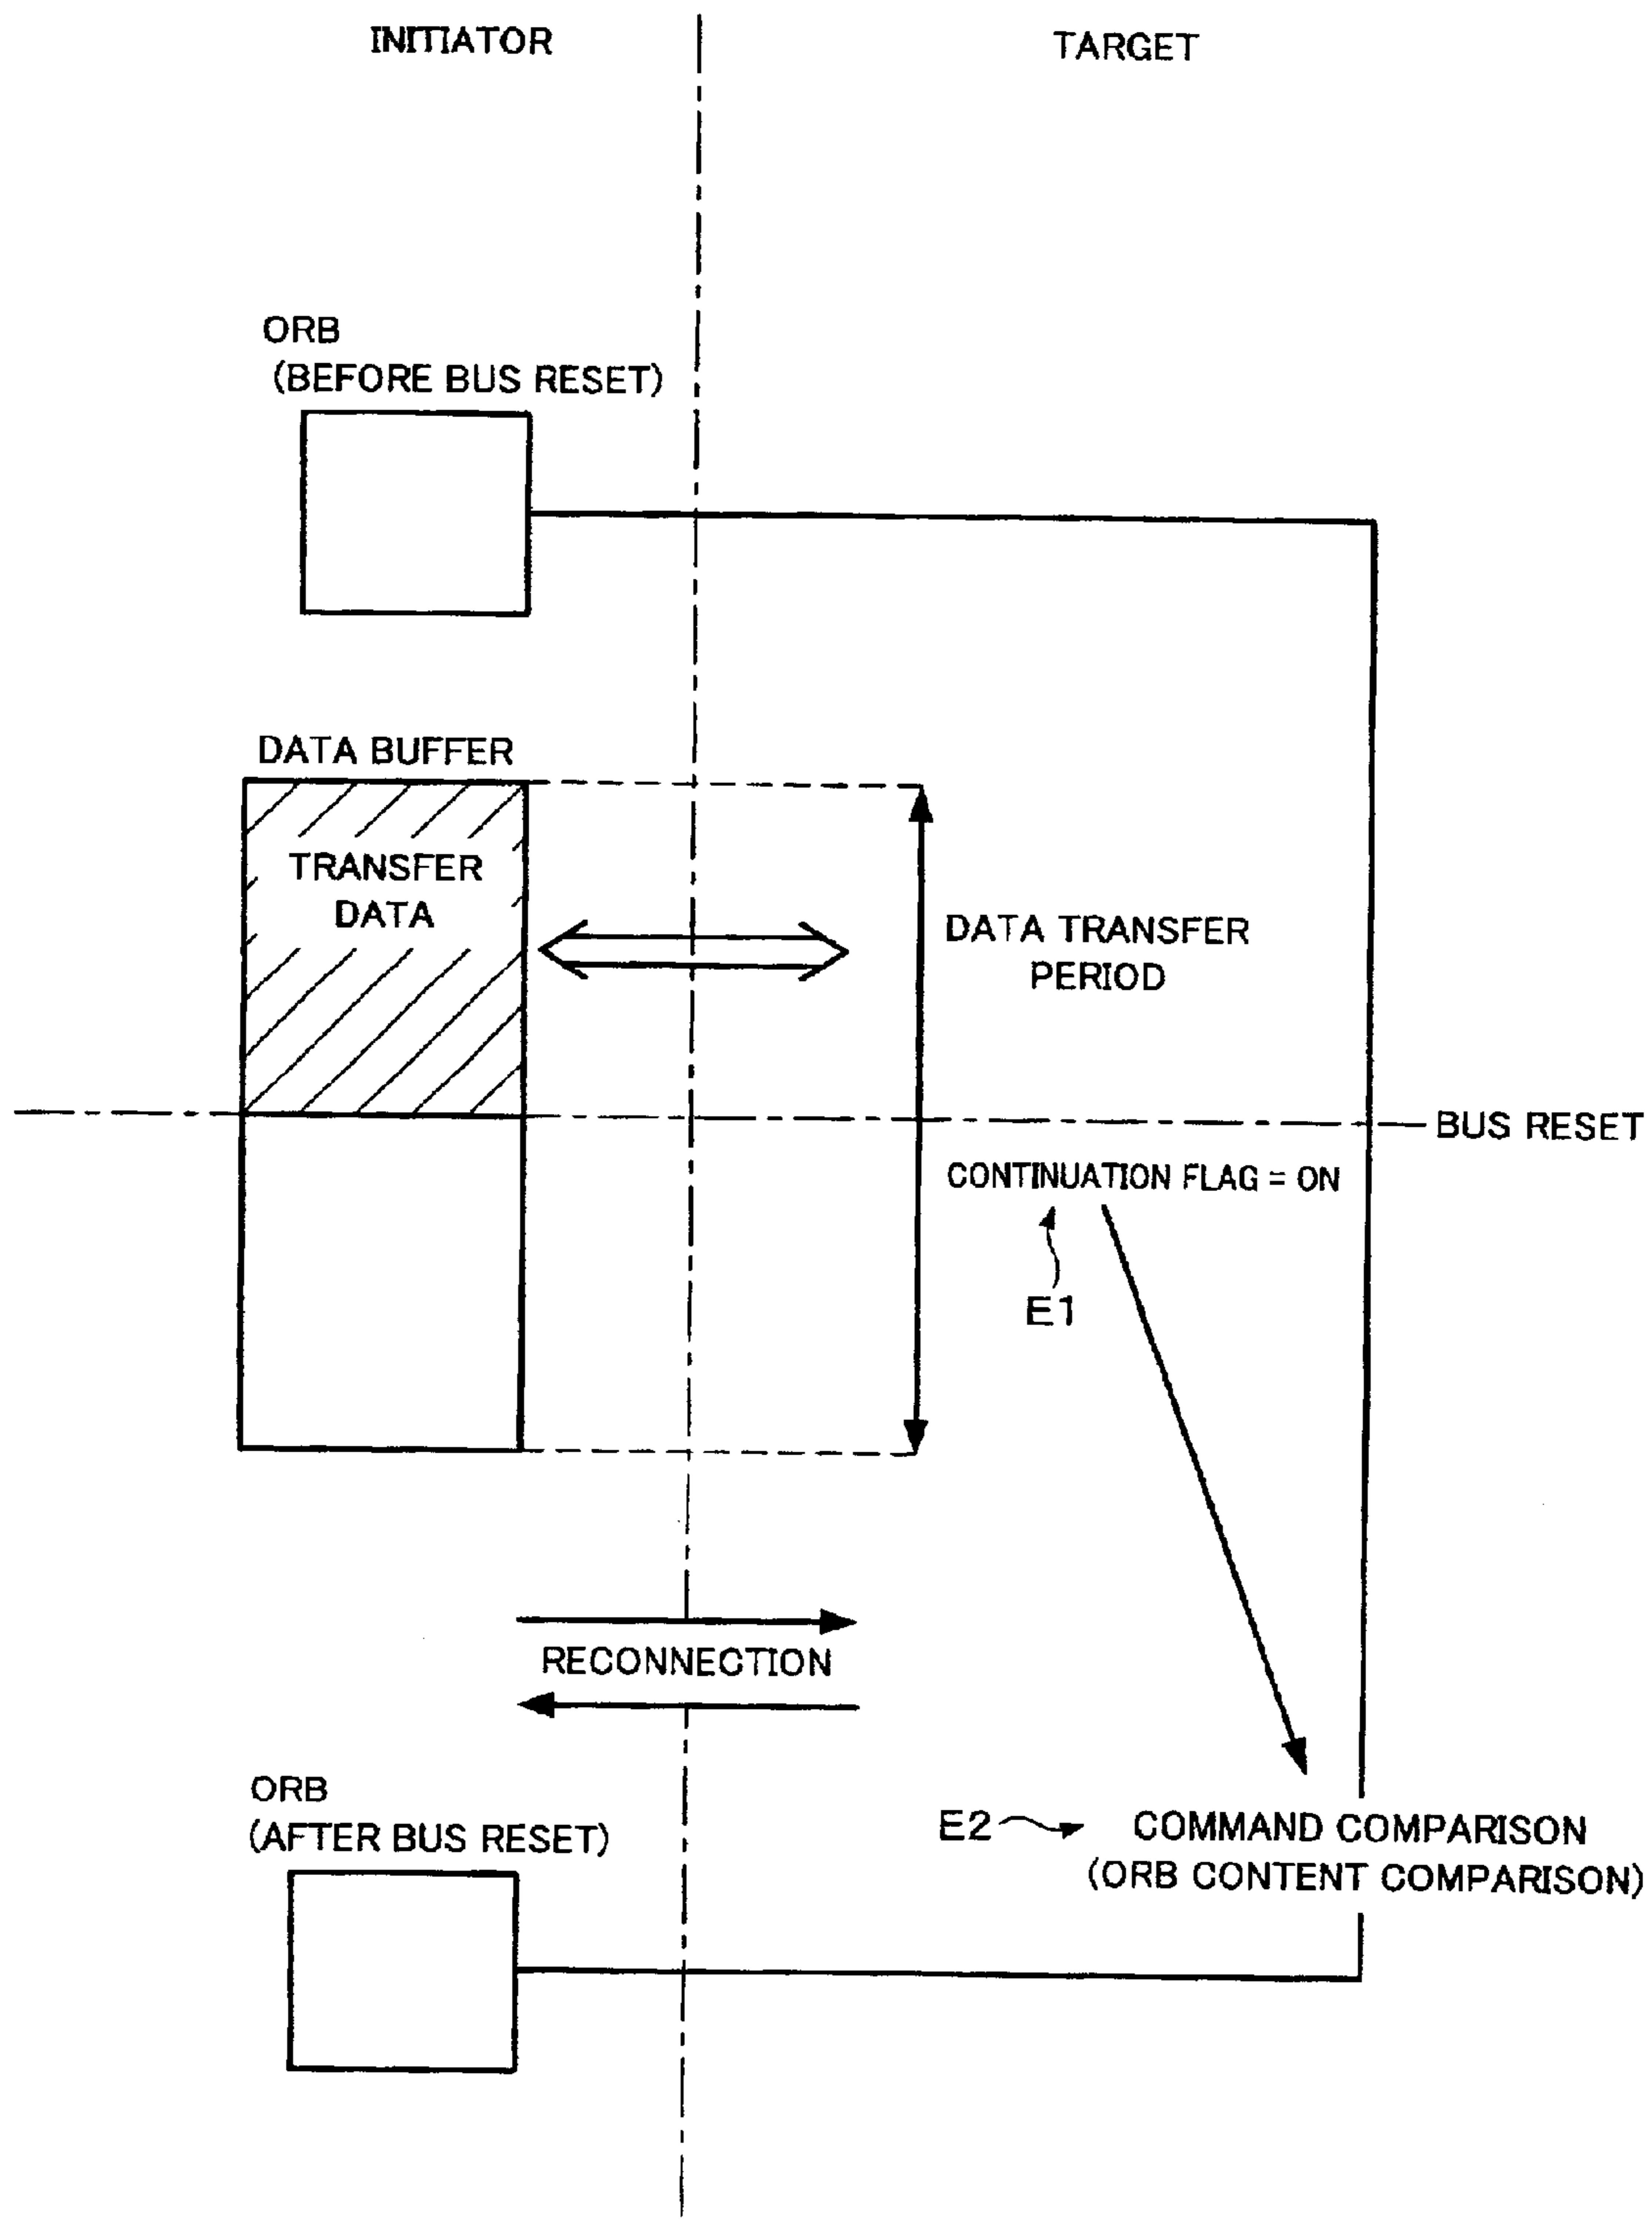 INITIATOR
TARGET
ORB
(BEFORE BUS RESET)
DATA BUFFER
TRANSFER
DATA
DATA TRANSFER
PERIOD
BUS RESET
CONTINUATION FLAG = ON
E1
RECONNECTION
ORB
(AFTER BUS RESET)
E2
COMMAND COMPARISON
(ORB CONTENT COMPARISON)